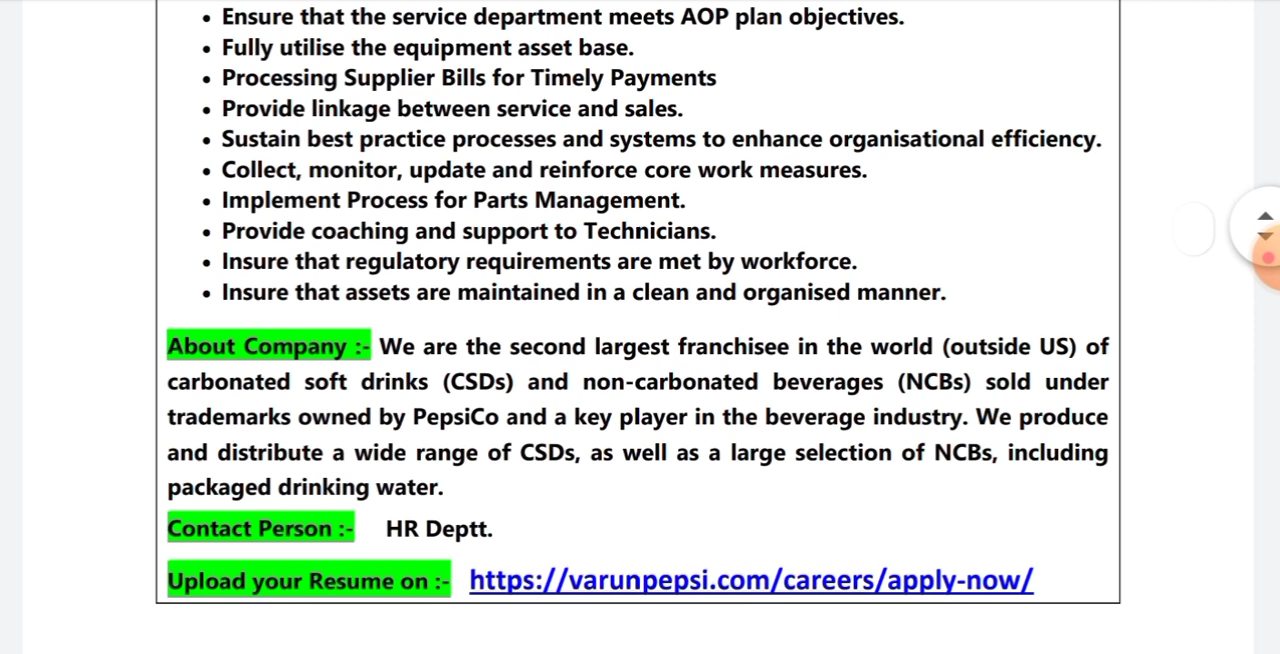 • Ensure that the service department meets AOP plan objectives.
• Fully utilise the equipment asset base.
• Processing Supplier Bills for Timely Payments
• Provide linkage between service and sales.
• Sustain best practice processes and systems to enhance organisational efficiency.
• Collect, monitor, update and reinforce core work measures.
• Implement Process for Parts Management.
• Provide coaching and support to Technicians.
• Insure that regulatory requirements are met by workforce.
• Insure that assets are maintained in a clean and organised manner.
About Company :- We are the second largest franchisee in the world (outside US) of
carbonated soft drinks (CSDs) and non-carbonated beverages (NCBs) sold under
trademarks owned by PepsiCo and a key player in the beverage industry. We produce
and distribute a wide range of CSDs, as well as a large selection of NCBs, including
packaged drinking water.
Contact Person :- HR Deptt.
Upload your Resume on :- https://varunpepsi.com/careers/apply-now/